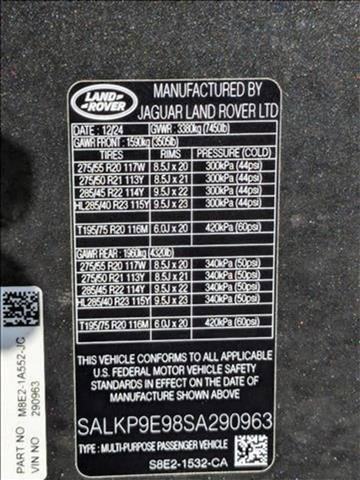 LAND-
-ROVER
MANUFACTURED BY
JAGUAR LAND ROVER LTD
DATE: 12/24 GVWR: 3380kg (7450lb)
GAWR FRONT: 1590kg (3505lb)
TIRES RIMS PRESSURE (COLD)
275/55 R20 117W 8.5J x 20 300kPa (44psi)
275/50 R21 113Y 8.5J x 21 300kPa (44psi)
285/45 R22 114Y 9.5J x 22 300kPa (44psi)
HL285/40 R23 115Y 9.5J x 23 300kPa (44psi)
T195/75 R20 116M 6.0J x 20 420kPa (60psi)
GAWR REAR: 1960kg (4320lb)
275/55 R20 117W 8.5J x 20 340kPa (50psi)
275/50 R21 113Y 8.5J x 21 340kPa (50psi)
285/45 R22 114Y 9.5J x 22 340kPa (50psi)
HL285/40 R23 115Y 9.5J x 23 340kPa (50psi)
T195/75 R20 116M 6.0J x 20 420kPa (60psi)
THIS VEHICLE CONFORMS TO ALL APPLICABLE
U.S. FEDERAL MOTOR VEHICLE SAFETY
STANDARDS IN EFFECT ON THE DATE OF
MANUFACTURE SHOWN ABOVE
SALKP9E98SA290963
TYPE: MULTI-PURPOSE PASSENGER VEHICLE
S8E2-1532-CA
PART NO M8E2-1A552-JC
VIN NO 290963